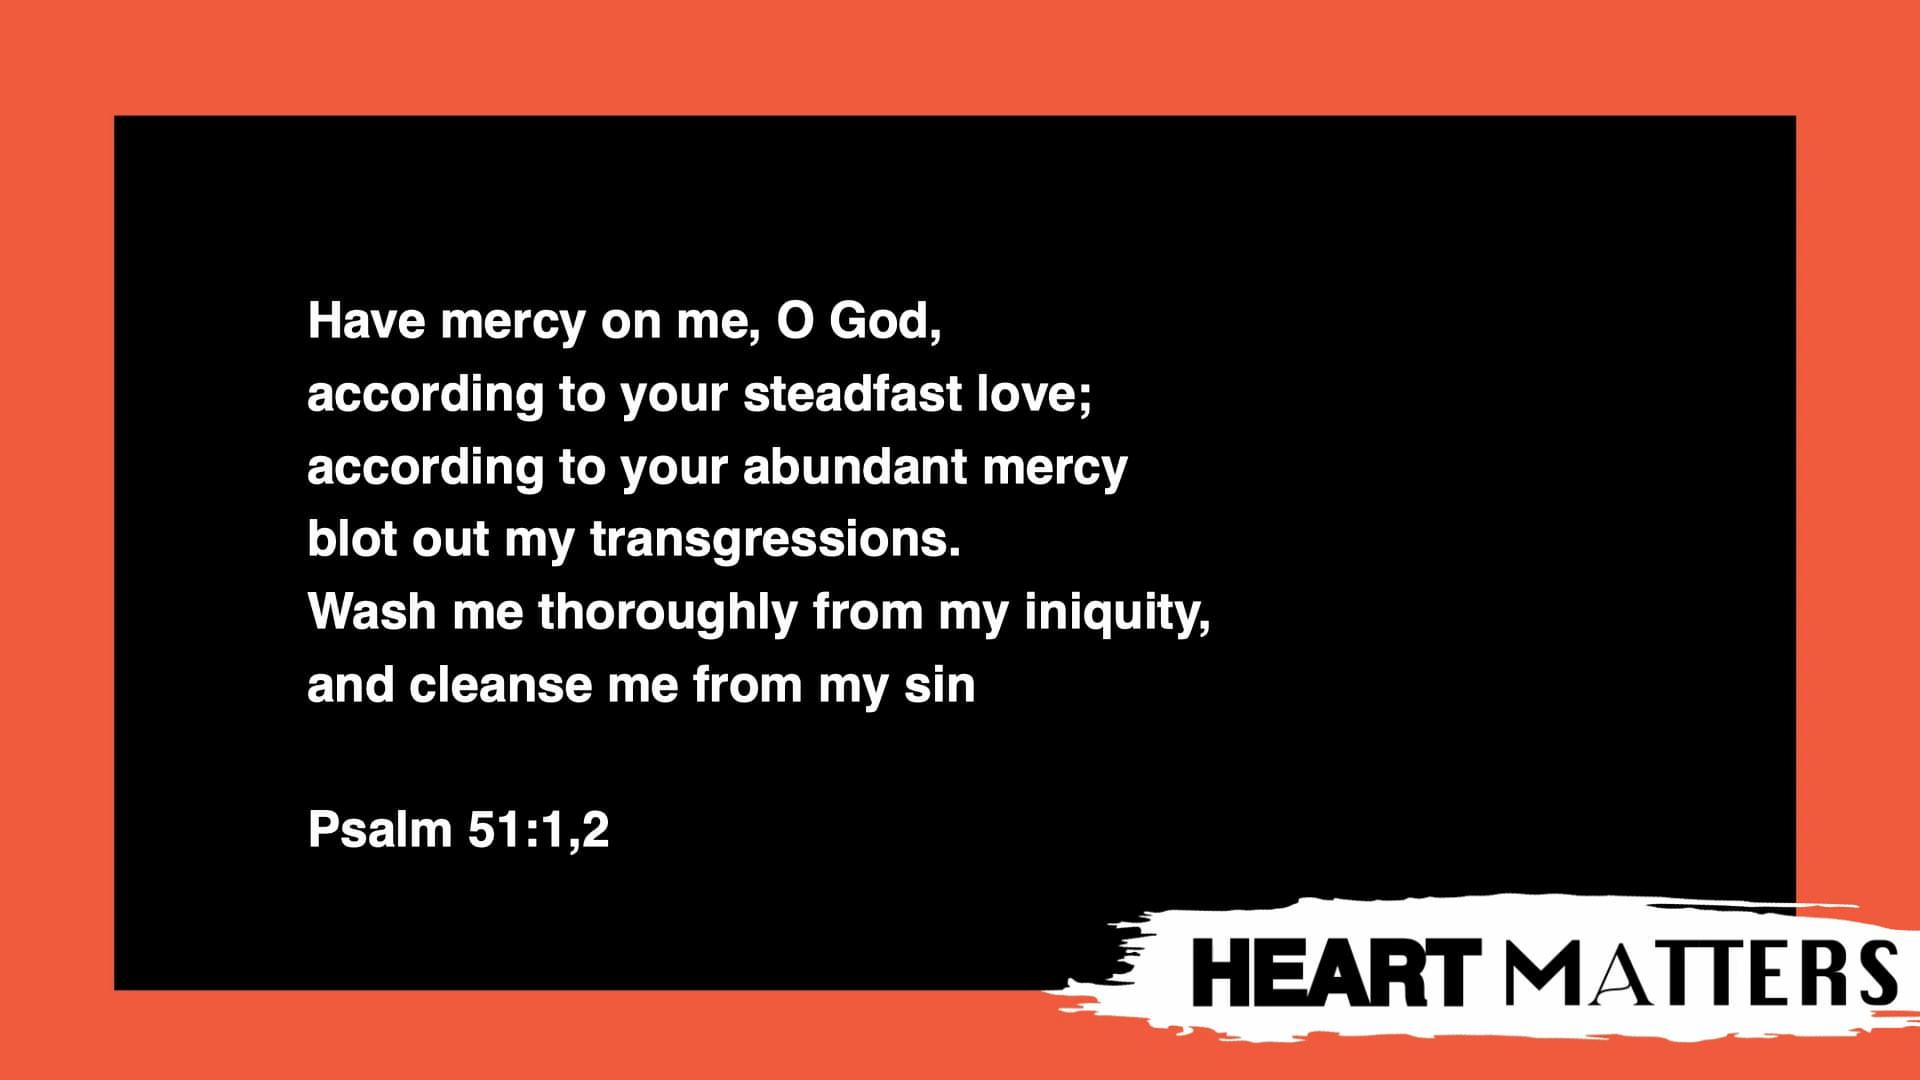 Have mercy on me, O God,
according to your steadfast love;
according to your abundant mercy
blot out my transgressions.
Wash me thoroughly from my iniquity,
and cleanse me from my sin
Psalm 51:1,2
HEART MATTERS